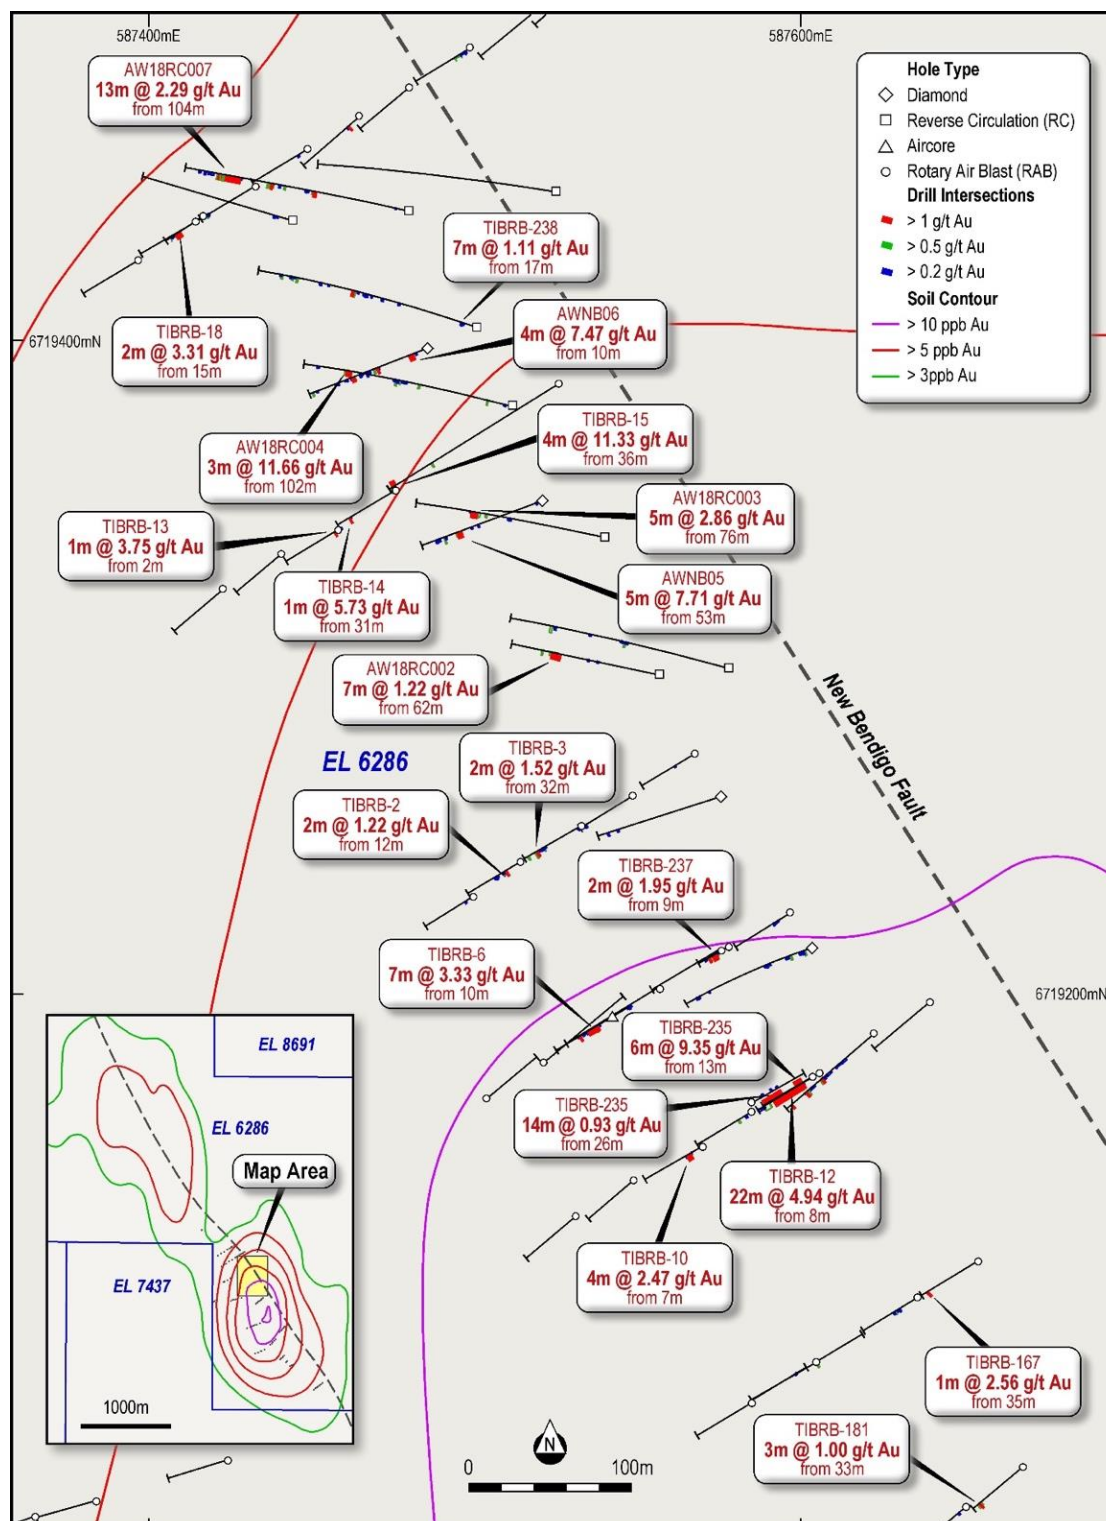 587400mE
587600mE
AW18RC007
13m @ 2.29 g/t Au
from 104m
Hole Type
Diamond
Reverse Circulation (RC)
Aircore
Rotary Air Blast (RAB)
Drill Intersections
> 1 g/t Au
> 0.5 g/t Au
> 0.2 g/t Au
Soil Contour
> 10 ppb Au
> 5 ppb Au
> 3ppb Au
TIBRB-238
7m @ 1.11 g/t Au
from 17m
TIBRB-18
2m @ 3.31 g/t Au
from 15m
6719400mN
AWNB06
4m @ 7.47 g/t Au
from 10m
AW18RC004
3m @ 11.66 g/t Au
from 102m
TIBRB-15
4m @ 11.33 g/t Au
from 36m
AW18RC003
5m @ 2.86 g/t Au
from 76m
TIBRB-13
1m @ 3.75 g/t Au
from 2m
TIBRB-14
1m @ 5.73 g/t Au
from 31m
AWNB05
5m @ 7.71 g/t Au
from 53m
AW18RC002
7m @ 1.22 g/t Au
from 62m
New Bendigo Fault
EL 6286
TIBRB-3
2m @ 1.52 g/t Au
from 32m
TIBRB-2
2m @ 1.22 g/t Au
from 12m
TIBRB-237
2m @ 1.95 g/t Au
from 9m
TIBRB-6
7m @ 3.33 g/t Au
from 10m
6719200mN
TIBRB-235
6m @ 9.35 g/t Au
from 13m
TIBRB-235
14m @ 0.93 g/t Au
from 26m
TIBRB-12
22m @ 4.94 g/t Au
from 8m
TIBRB-10
4m @ 2.47 g/t Au
from 7m
EL 8691
EL 6286
Map Area
EL 7437
1000m
TIBRB-167
1m @ 2.56 g/t Au
from 35m
TIBRB-181
3m @ 1.00 g/t Au
from 33m
N
0
100m